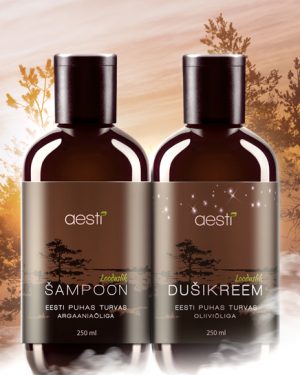 aesti
Looduslik
ŠAMPOON
EESTI PUHAS TURVAS
ARGAANIAÕLIGA
250 ml
aesti
Looduslik
DUŠIKREEM
EESTI PUHAS TURVAS
OLIIVIÕLIGA
250 ml